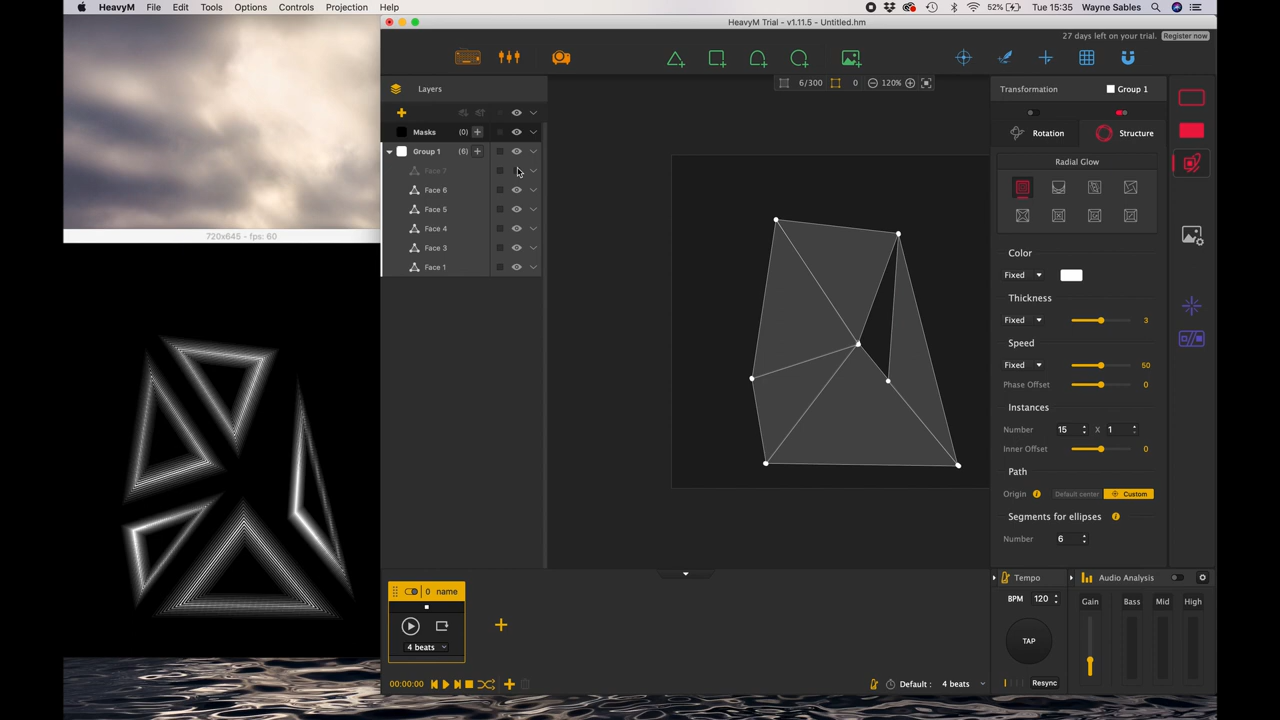 HeavyM File Edit Tools Options Controls Projection Help
52% Tue 15:35 Wayne Sables
HeavyM Trial - v1.11.5 - Untitled.hm
27 days left on your trial. Register now
6/300 0 120%
Layers
Masks (0) +
Group 1 (6) +
Face 7
Face 6
Face 5
Face 4
Face 3
Face 1
720x645 - fps: 60
Transformation Group 1
Rotation Structure
Radial Glow
Color
Fixed
Thickness
Fixed 3
Speed
Fixed 50
Phase Offset 0
Instances
Number 15 X 1
Inner Offset 0
Path
Origin Default center Custom
Segments for ellipses
Number 6
0 name
4 beats
00:00:00
Default : 4 beats
Tempo
BPM 120
TAP
Resync
Audio Analysis
Gain Bass Mid High